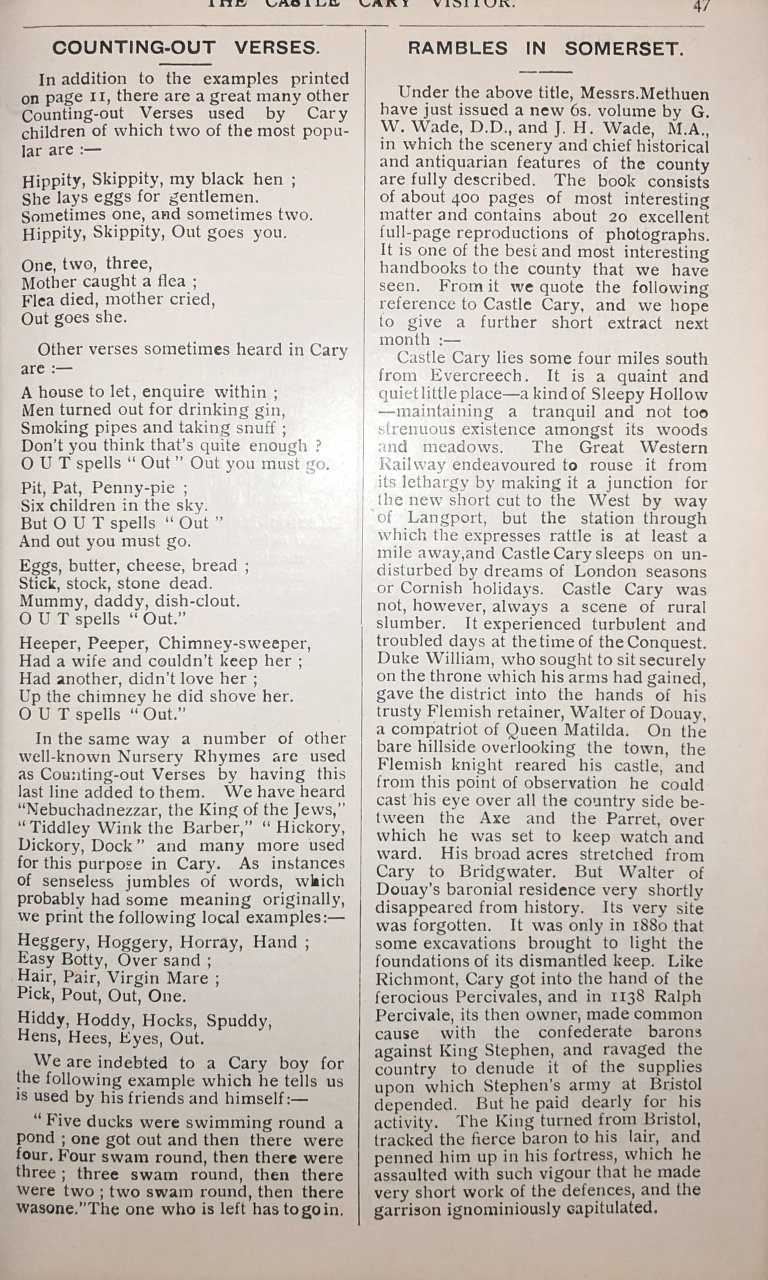 THE CASTLE CARY VISITOR.
47
COUNTING-OUT VERSES.
In addition to the examples printed
on page 11, there are a great many other
Counting-out Verses used by Cary
children of which two of the most popu-
lar are :—
Hippity, Skippity, my black hen ;
She lays eggs for gentlemen.
Sometimes one, and sometimes two.
Hippity, Skippity, Out goes you.
One, two, three,
Mother caught a flea ;
Flea died, mother cried,
Out goes she.
Other verses sometimes heard in Cary
are :—
A house to let, enquire within ;
Men turned out for drinking gin,
Smoking pipes and taking snuff ;
Don't you think that's quite enough ?
O U T spells " Out " Out you must go.
Pit, Pat, Penny-pie ;
Six children in the sky.
But O U T spells " Out "
And out you must go.
Eggs, butter, cheese, bread ;
Stick, stock, stone dead.
Mummy, daddy, dish-clout.
O U T spells " Out."
Heeper, Peeper, Chimney-sweeper,
Had a wife and couldn't keep her ;
Had another, didn't love her ;
Up the chimney he did shove her.
O U T spells " Out."
In the same way a number of other
well-known Nursery Rhymes are used
as Counting-out Verses by having this
last line added to them. We have heard
"Nebuchadnezzar, the King of the Jews,"
" Tiddley Wink the Barber," " Hickory,
Dickory, Dock " and many more used
for this purpose in Cary. As instances
of senseless jumbles of words, which
probably had some meaning originally,
we print the following local examples:—
Heggery, Hoggery, Horray, Hand ;
Easy Botty, Over sand ;
Hair, Pair, Virgin Mare ;
Pick, Pout, Out, One.
Hiddy, Hoddy, Hocks, Spuddy,
Hens, Hees, Eyes, Out.
We are indebted to a Cary boy for
the following example which he tells us
is used by his friends and himself:—
" Five ducks were swimming round a
pond ; one got out and then there were
four. Four swam round, then there were
three ; three swam round, then there
were two ; two swam round, then there
wasone."The one who is left has to go in.
RAMBLES IN SOMERSET.
Under the above title, Messrs.Methuen
have just issued a new 6s. volume by G.
W. Wade, D.D., and J. H. Wade, M.A.,
in which the scenery and chief historical
and antiquarian features of the county
are fully described. The book consists
of about 400 pages of most interesting
matter and contains about 20 excellent
full-page reproductions of photographs.
It is one of the best and most interesting
handbooks to the county that we have
seen. From it we quote the following
reference to Castle Cary, and we hope
to give a further short extract next
month :—
Castle Cary lies some four miles south
from Evercreech. It is a quaint and
quiet little place—a kind of Sleepy Hollow
—maintaining a tranquil and not too
strenuous existence amongst its woods
and meadows. The Great Western
Railway endeavoured to rouse it from
its lethargy by making it a junction for
the new short cut to the West by way
of Langport, but the station through
which the expresses rattle is at least a
mile away,and Castle Cary sleeps on un-
disturbed by dreams of London seasons
or Cornish holidays. Castle Cary was
not, however, always a scene of rural
slumber. It experienced turbulent and
troubled days at the time of the Conquest.
Duke William, who sought to sit securely
on the throne which his arms had gained,
gave the district into the hands of his
trusty Flemish retainer, Walter of Douay,
a compatriot of Queen Matilda. On the
bare hillside overlooking the town, the
Flemish knight reared his castle, and
from this point of observation he could
cast his eye over all the country side be-
tween the Axe and the Parret, over
which he was set to keep watch and
ward. His broad acres stretched from
Cary to Bridgwater. But Walter of
Douay's baronial residence very shortly
disappeared from history. Its very site
was forgotten. It was only in 1880 that
some excavations brought to light the
foundations of its dismantled keep. Like
Richmont, Cary got into the hand of the
ferocious Percivales, and in 1138 Ralph
Percivale, its then owner, made common
cause with the confederate barons
against King Stephen, and ravaged the
country to denude it of the supplies
upon which Stephen's army at Bristol
depended. But he paid dearly for his
activity. The King turned from Bristol,
tracked the fierce baron to his lair, and
penned him up in his fortress, which he
assaulted with such vigour that he made
very short work of the defences, and the
garrison ignominiously capitulated.